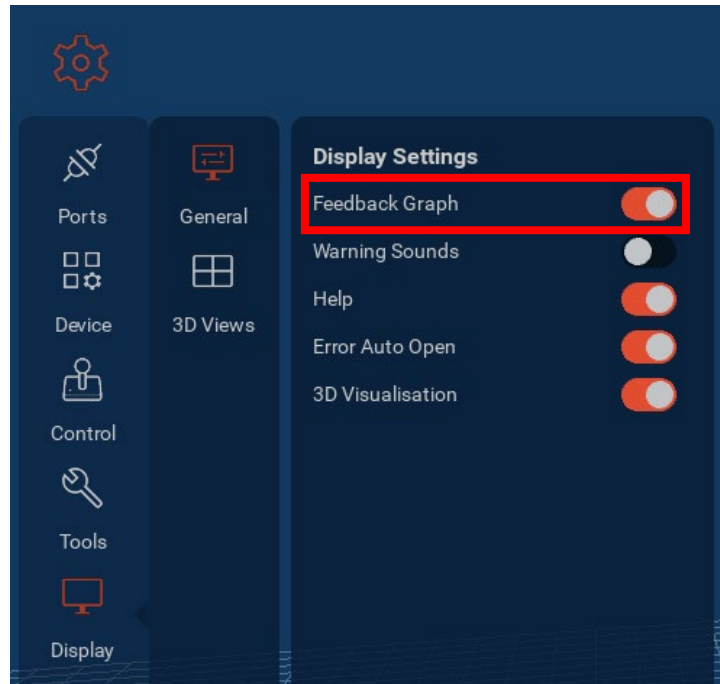 Ports
Device
Control
Tools
Display
General
3D Views
Display Settings
Feedback Graph
Warning Sounds
Help
Error Auto Open
3D Visualisation